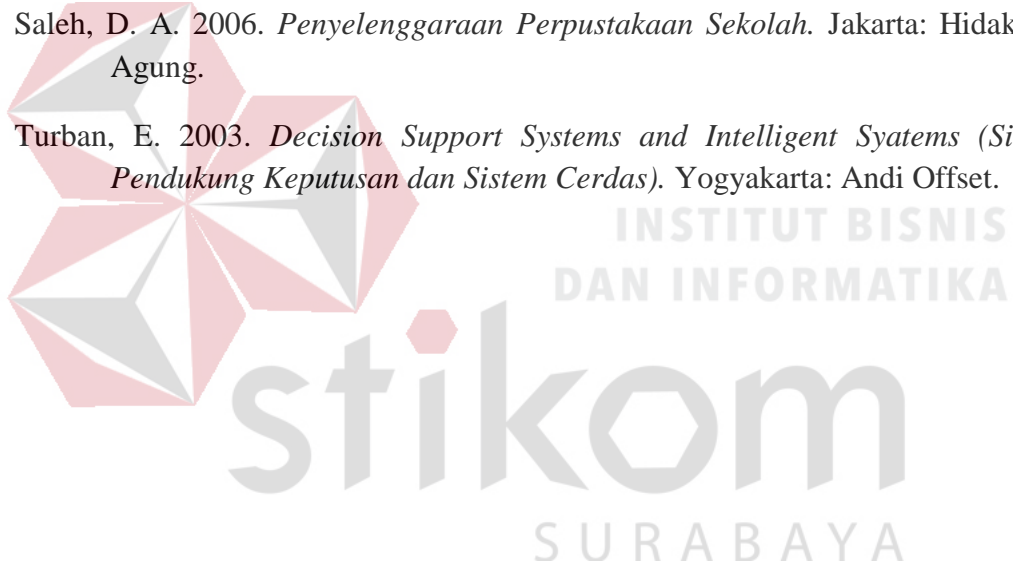 Saleh, D. A. 2006. Penyelenggaraan Perpustakaan Sekolah. Jakarta: Hidak
Agung.
Turban, E. 2003. Decision Support Systems and Intelligent Syatems (Si
Pendukung Keputusan dan Sistem Cerdas). Yogyakarta: Andi Offset.
INSTITUT BISNIS
DAN INFORMATIKA
stikom
SURABAYA